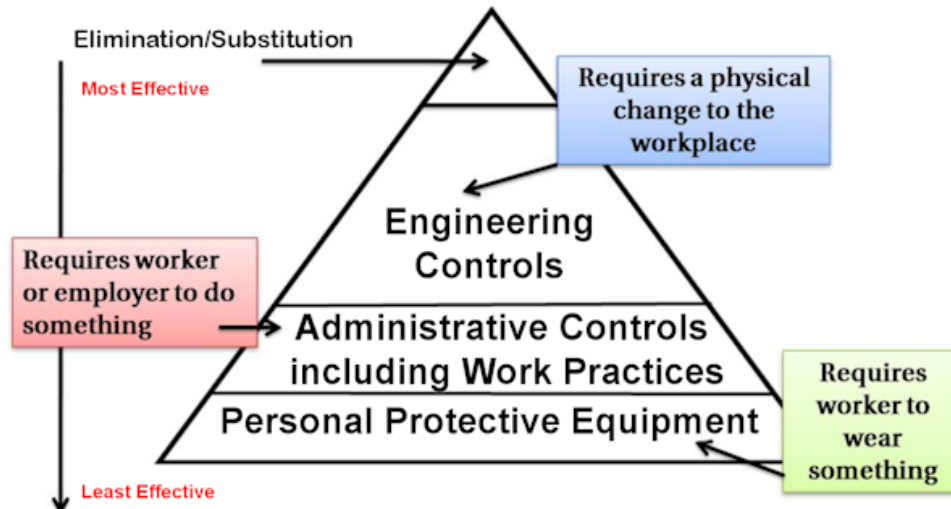 Elimination/Substitution
Most Effective
Requires a physical
change to the
workplace
Engineering
Controls
Requires worker
or employer to do
something
Administrative Controls
including Work Practices
Personal Protective Equipment
Requires
worker to
wear
something
Least Effective